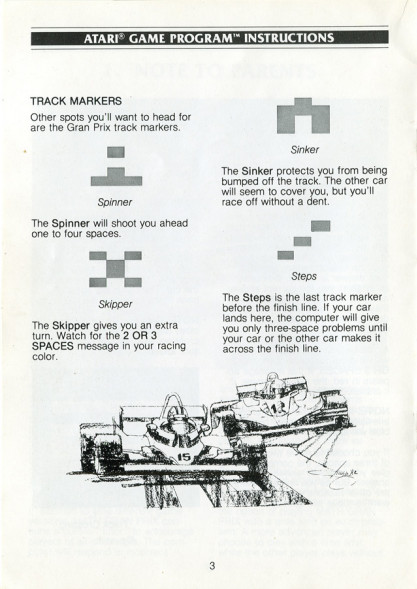 ATARI® GAME PROGRAM™ INSTRUCTIONS
TRACK MARKERS
Other spots you'll want to head for
are the Gran Prix track markers.
Spinner
The Spinner will shoot you ahead
one to four spaces.
Skipper
The Skipper gives you an extra
turn. Watch for the 2 OR 3
SPACES message in your racing
color.
Sinker
The Sinker protects you from being
bumped off the track. The other car
will seem to cover you, but you'll
race off without a dent.
Steps
The Steps is the last track marker
before the finish line. If your car
lands here, the computer will give
you only three-space problems until
your car or the other car makes it
across the finish line.
15
3